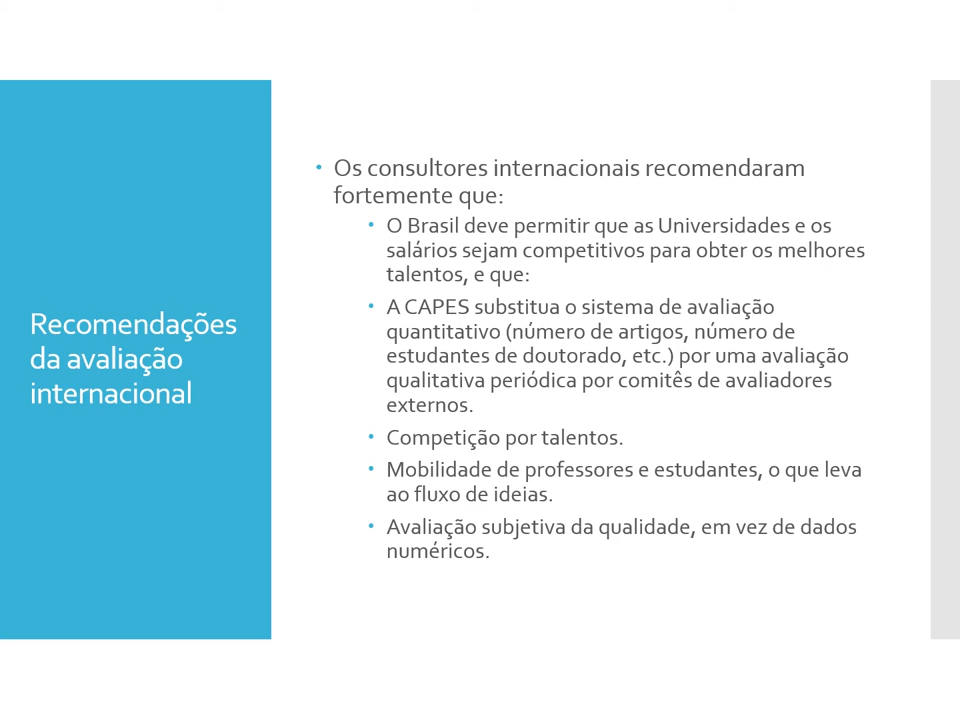 Recomendações
da avaliação
internacional
• Os consultores internacionais recomendaram
fortemente que:
• O Brasil deve permitir que as Universidades e os
salários sejam competitivos para obter os melhores
talentos, e que:
• A CAPES substitua o sistema de avaliação
quantitativo (número de artigos, número de
estudantes de doutorado, etc.) por uma avaliação
qualitativa periódica por comitês de avaliadores
externos.
• Competição por talentos.
• Mobilidade de professores e estudantes, o que leva
ao fluxo de ideias.
• Avaliação subjetiva da qualidade, em vez de dados
numéricos.